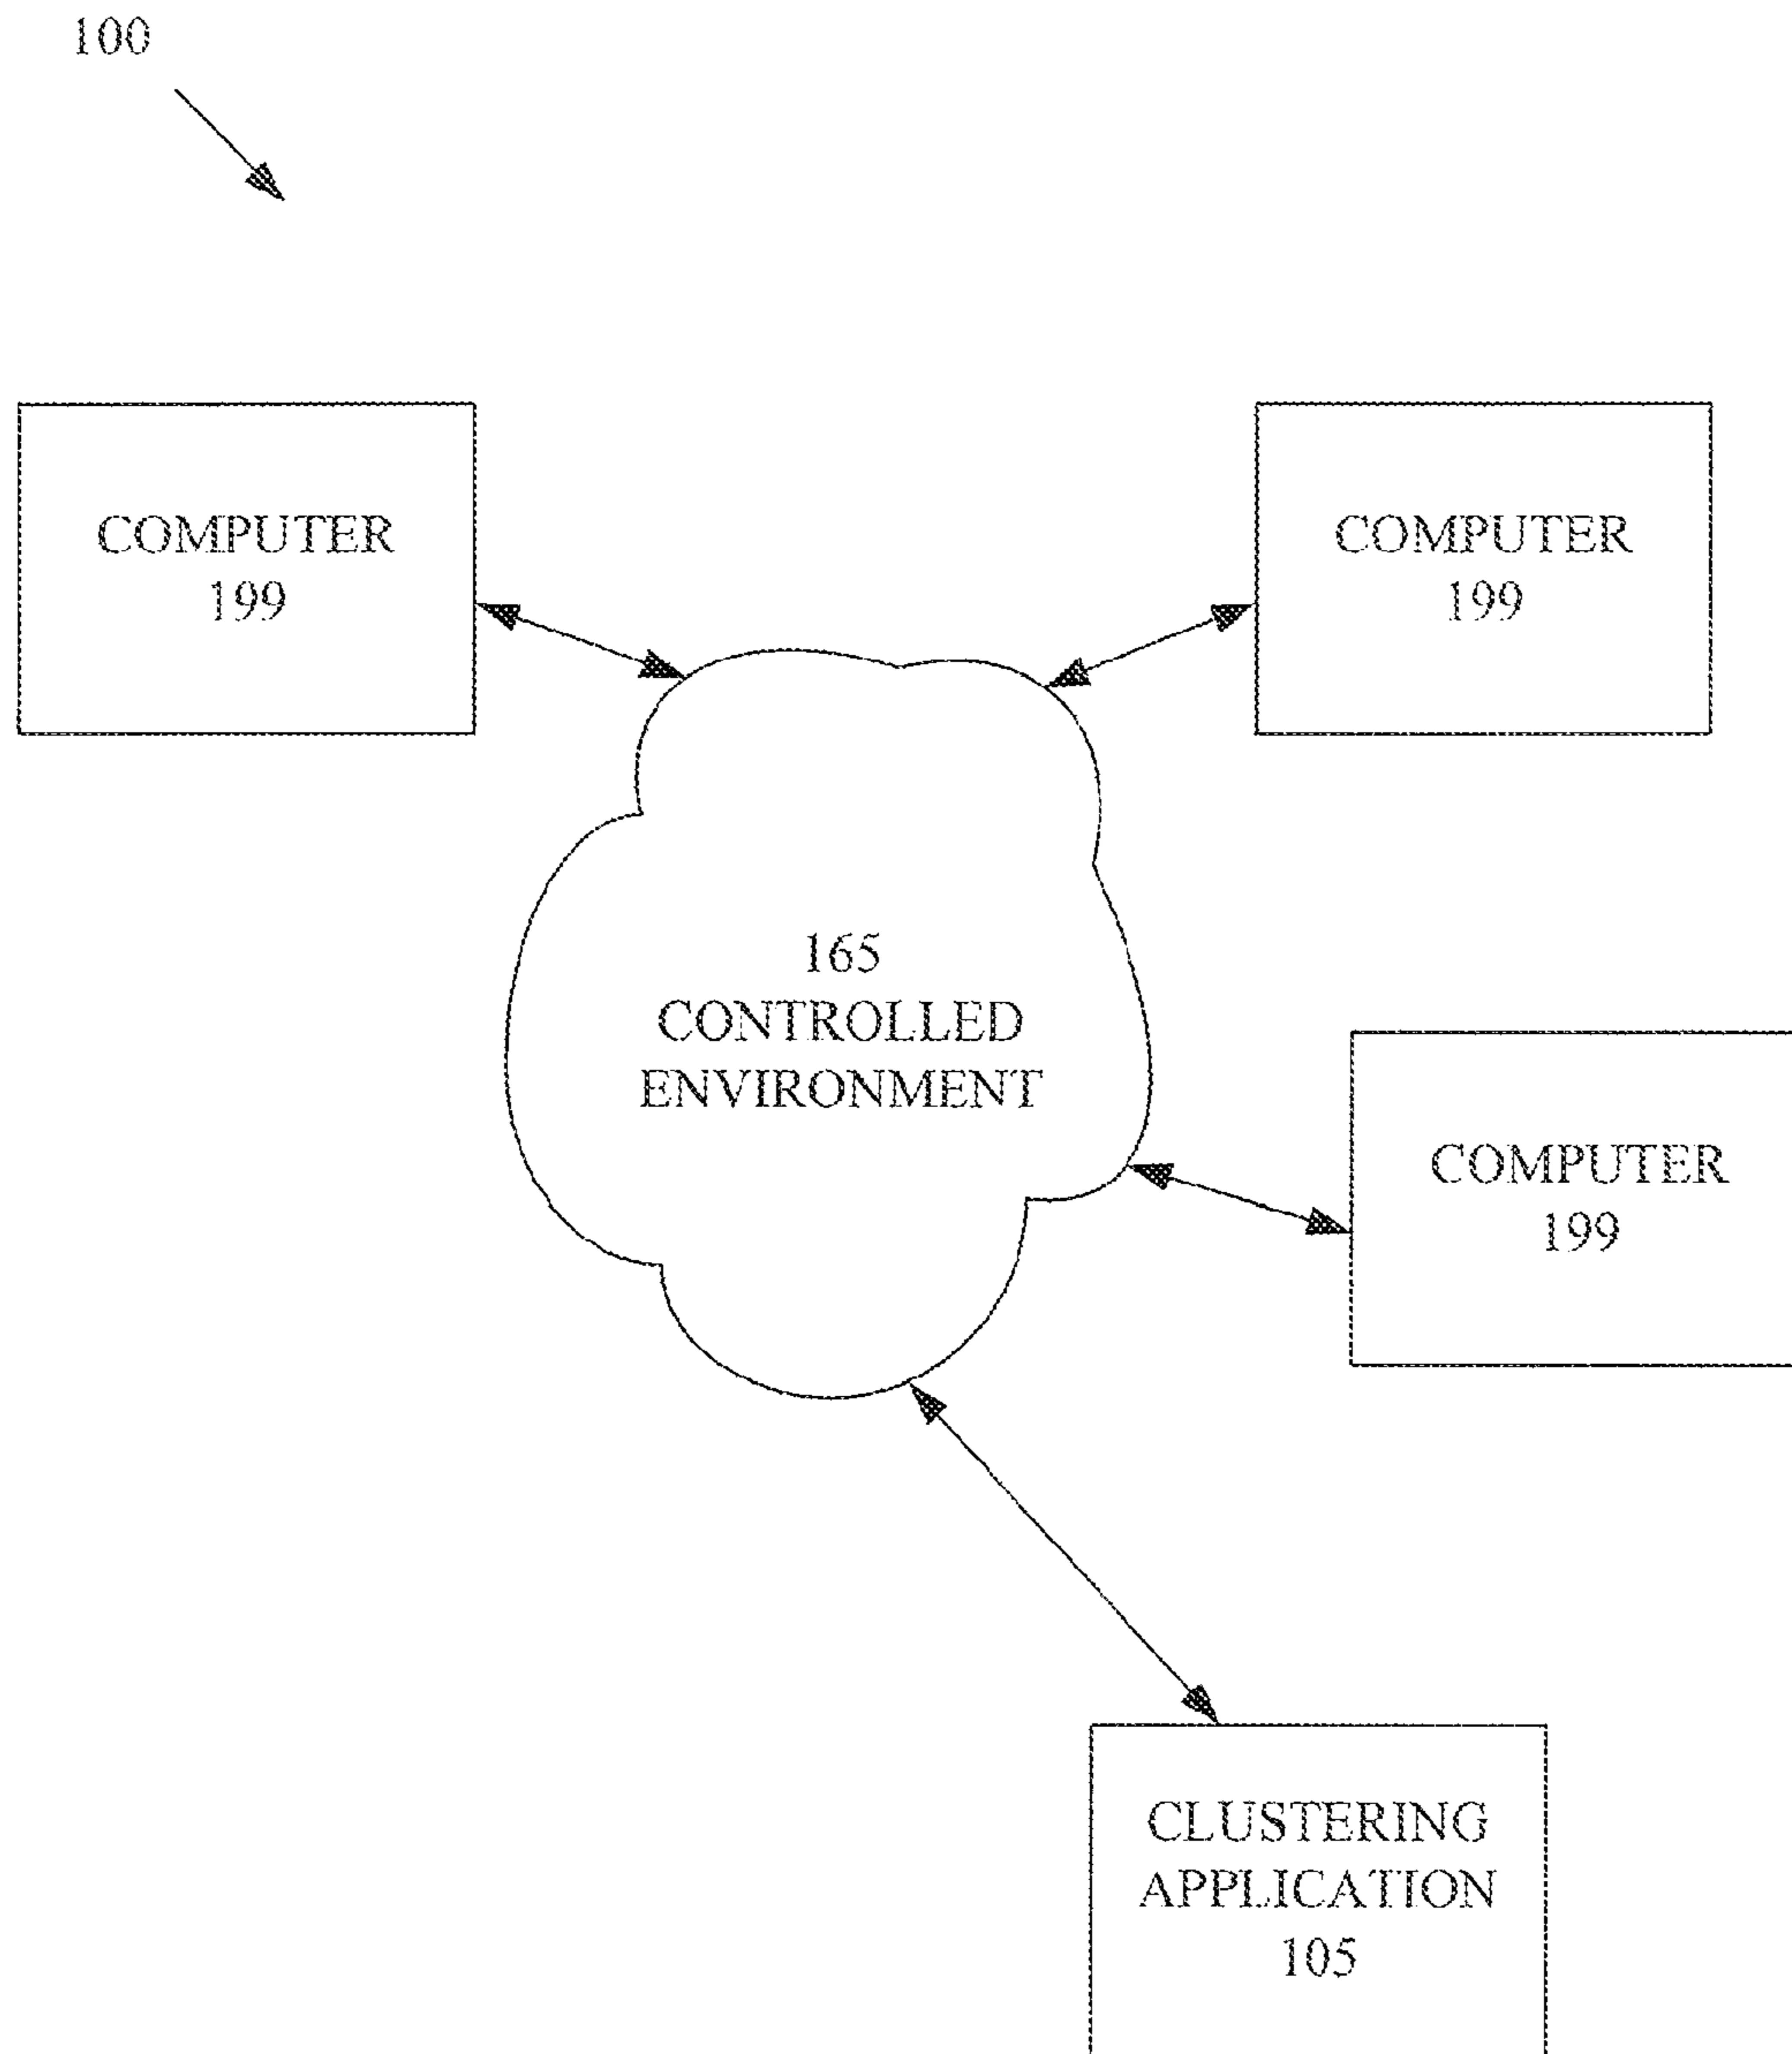 100
COMPUTER
199
COMPUTER
199
165
CONTROLLED
ENVIRONMENT
COMPUTER
199
CLUSTERING
APPLICATION
105